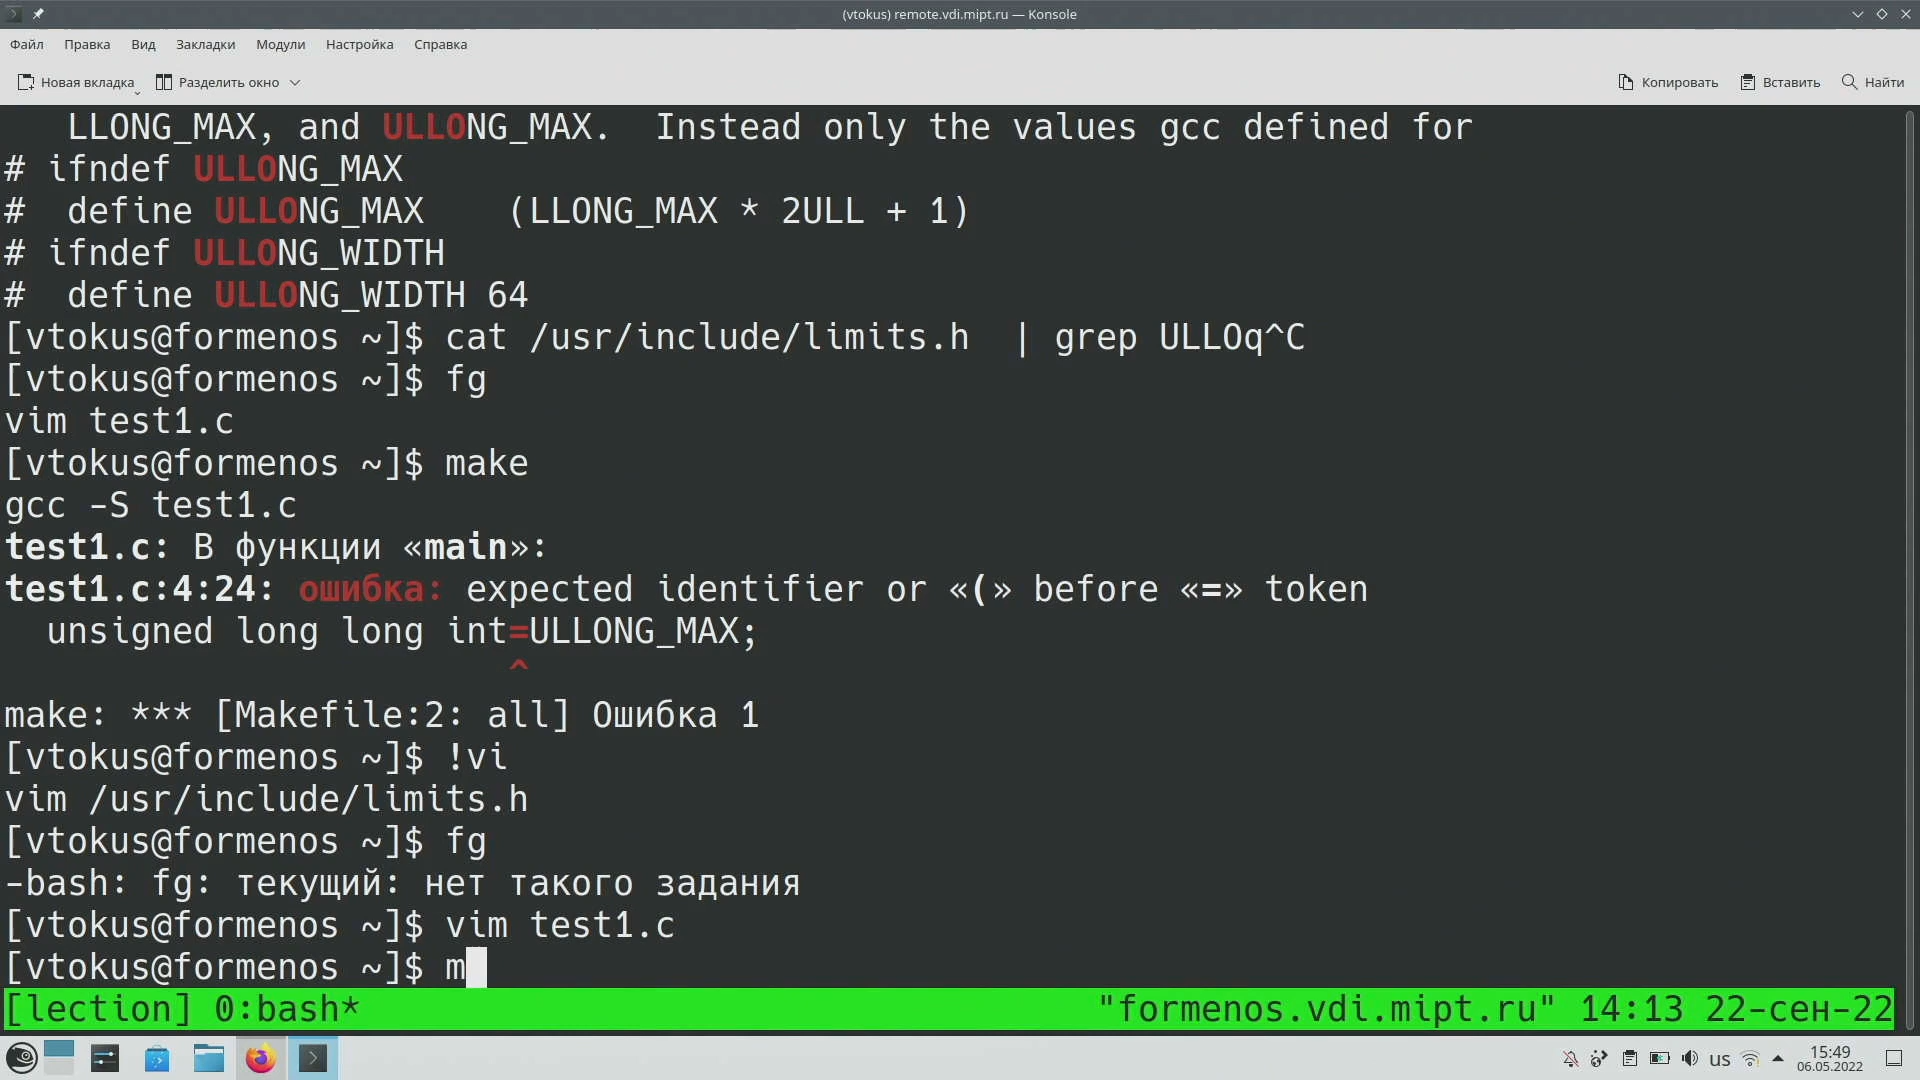 (vtokus) remote.vdi.mipt.ru — Konsole
Файл Правка Вид Закладки Модули Настройка Справка
Новая вкладка Разделить окно Копировать Вставить Найти
LLONG_MAX, and ULLONG_MAX.  Instead only the values gcc defined for
# ifndef ULLONG_MAX
#  define ULLONG_MAX    (LLONG_MAX * 2ULL + 1)
# ifndef ULLONG_WIDTH
#  define ULLONG_WIDTH 64
[vtokus@formenos ~]$ cat /usr/include/limits.h  | grep ULLOq^C
[vtokus@formenos ~]$ fg
vim test1.c
[vtokus@formenos ~]$ make
gcc -S test1.c
test1.c: В функции «main»:
test1.c:4:24: ошибка: expected identifier or «(» before «=» token
unsigned long long int=ULLONG_MAX;
^
make: *** [Makefile:2: all] Ошибка 1
[vtokus@formenos ~]$ !vi
vim /usr/include/limits.h
[vtokus@formenos ~]$ fg
-bash: fg: текущий: нет такого задания
[vtokus@formenos ~]$ vim test1.c
[vtokus@formenos ~]$ m
[lection] 0:bash* "formenos.vdi.mipt.ru" 14:13 22-сен-22
us 15:49
06.05.2022